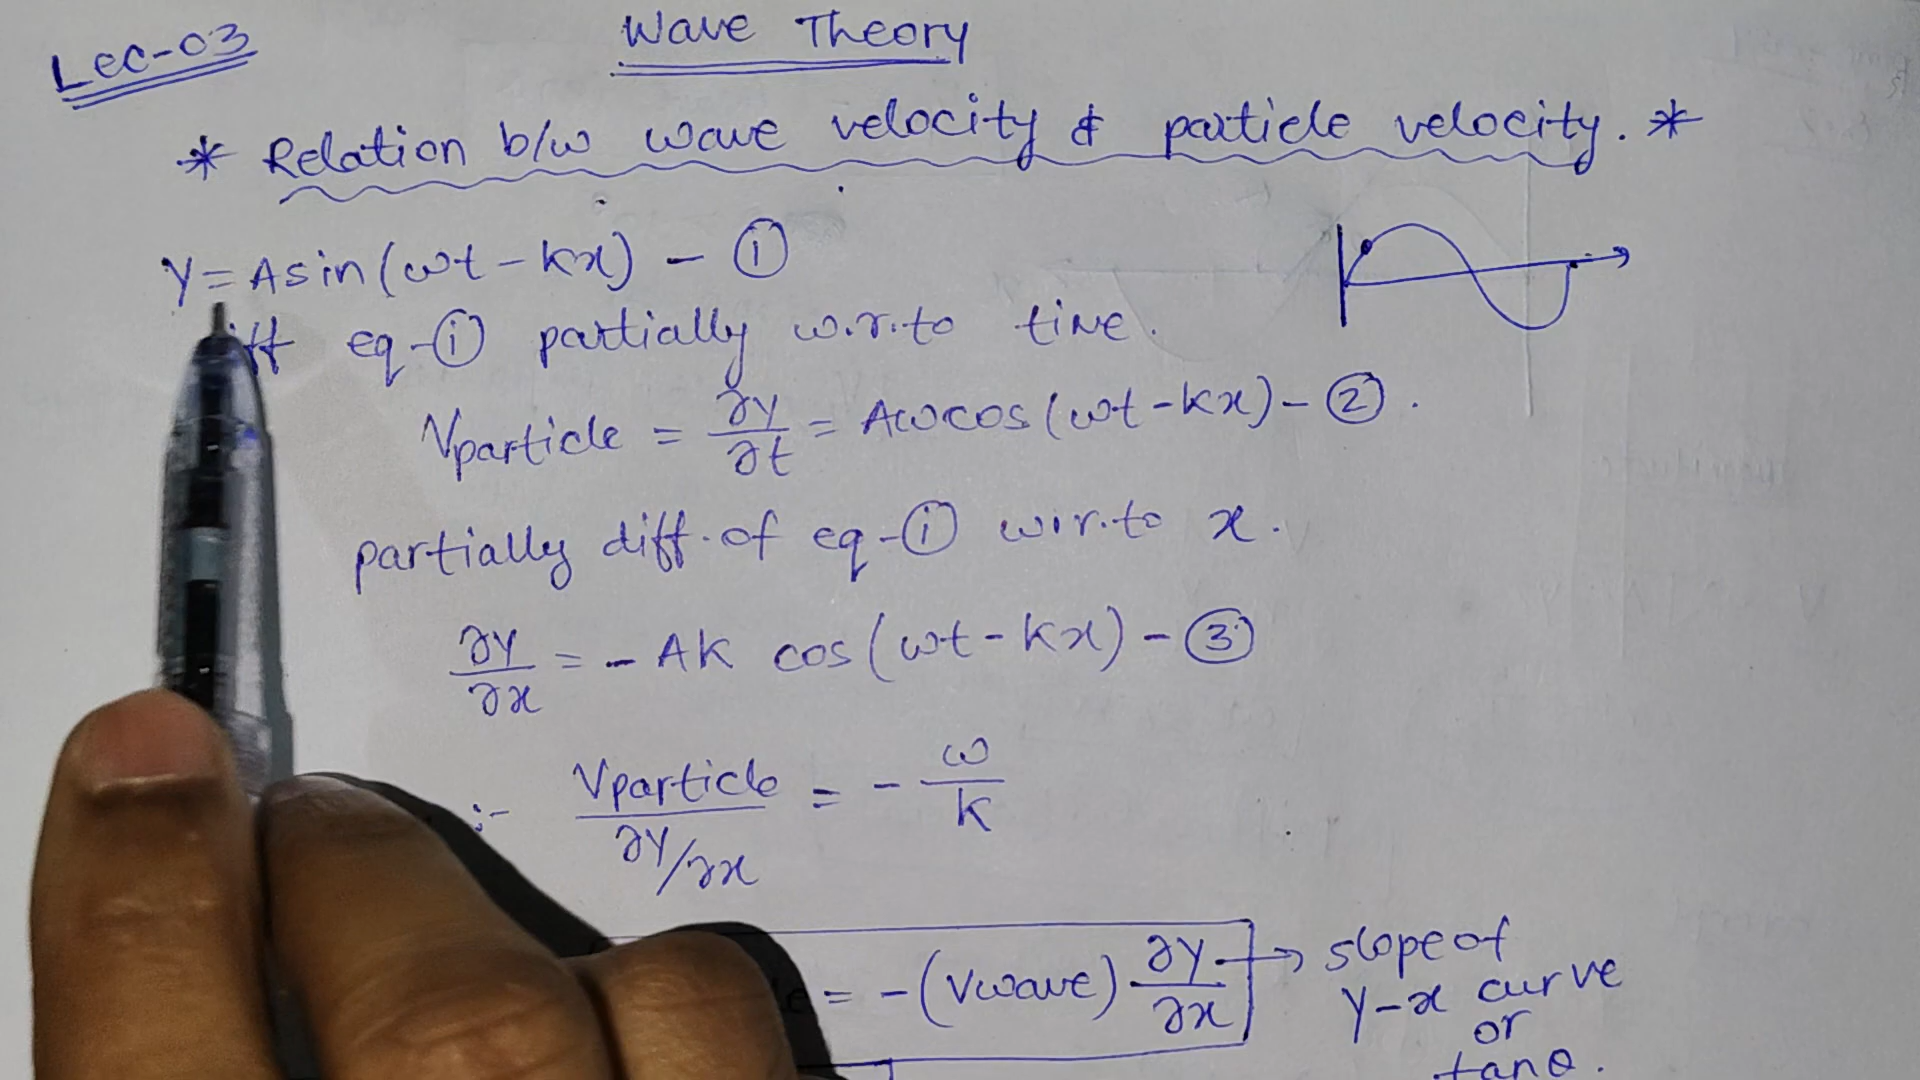 Lec-03
Wave Theory
* Relation b/w wave velocity & particle velocity. *
Y = A sin(ωt - kx) - ①
eq-① partially w.r.to time.
Vparticle = ∂Y/∂t = Aωcos(ωt - kx) - ② .
partially diff. of eq-① w.r.to x.
∂Y/∂x = - AK cos(ωt - kx) - ③
:- Vparticle / ∂Y/∂x = - ω/k
= -(Vwave) ∂Y/∂x → slope of
Y-x curve
or
tanθ.